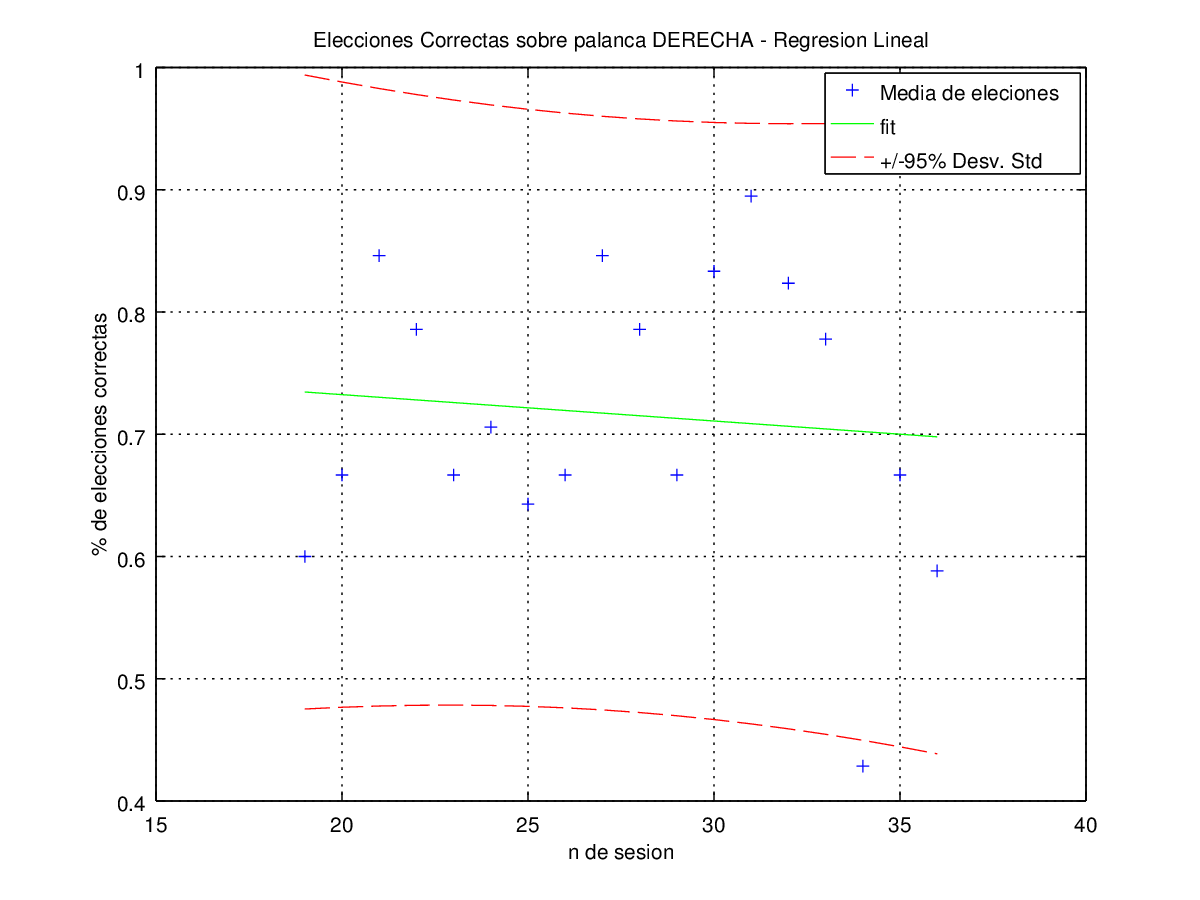 Elecciones Correctas sobre palanca DERECHA - Regresion Lineal
1
0.9
0.8
0.7
0.6
0.5
0.4
% de elecciones correctas
Media de eleciones
fit
+/-95% Desv. Std
15 20 25 30 35 40
n de sesion